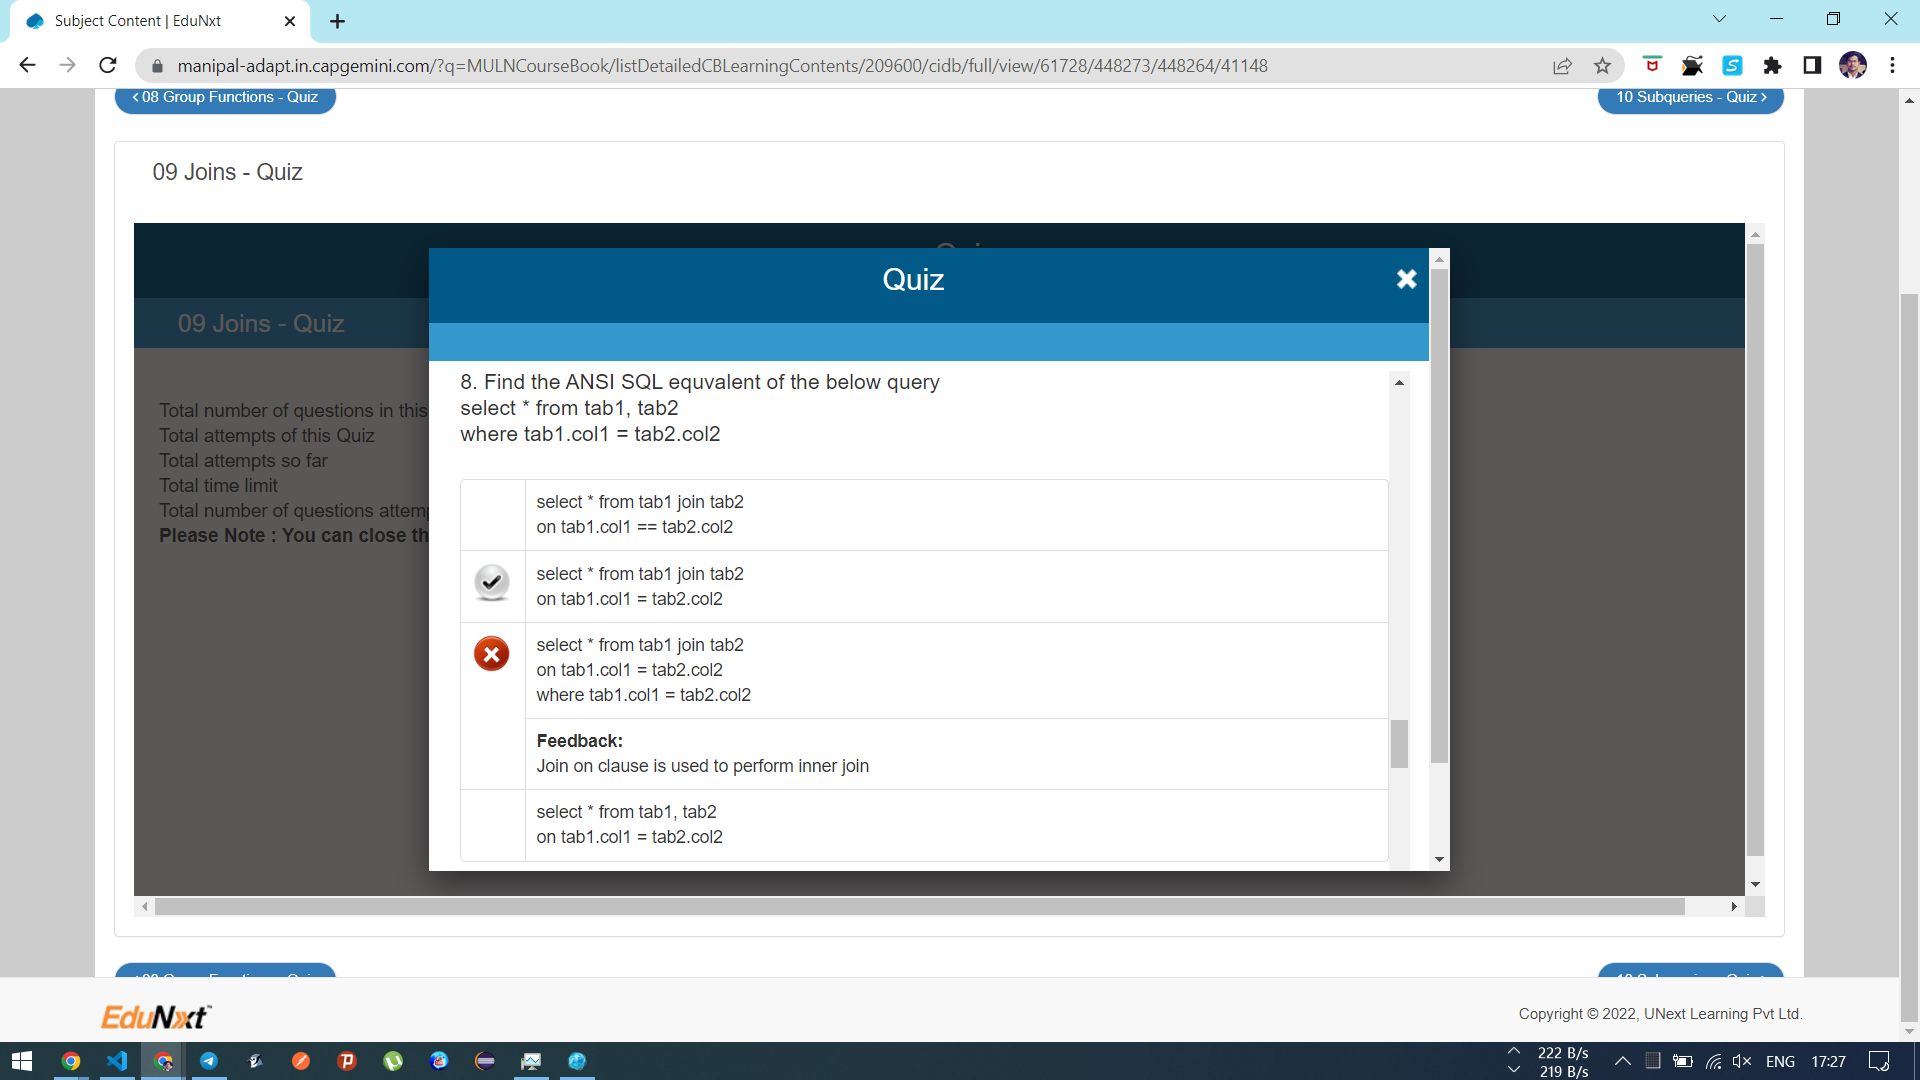 Subject Content | EduNxt
manipal-adapt.in.capgemini.com/?q=MULNCourseBook/listDetailedCBLearningContents/209600/cidb/full/view/61728/448273/448264/41148
< 08 Group Functions - Quiz
10 Subqueries - Quiz >
09 Joins - Quiz
Quiz
09 Joins - Quiz
8. Find the ANSI SQL equvalent of the below query
select * from tab1, tab2
where tab1.col1 = tab2.col2
Total number of questions in this
Total attempts of this Quiz
Total attempts so far
Total time limit
Total number of questions attem
Please Note : You can close th
select * from tab1 join tab2
on tab1.col1 == tab2.col2
select * from tab1 join tab2
on tab1.col1 = tab2.col2
select * from tab1 join tab2
on tab1.col1 = tab2.col2
where tab1.col1 = tab2.col2
Feedback:
Join on clause is used to perform inner join
select * from tab1, tab2
on tab1.col1 = tab2.col2
EduNxt
Copyright © 2022, UNext Learning Pvt Ltd.
222 B/s
219 B/s
ENG
17:27